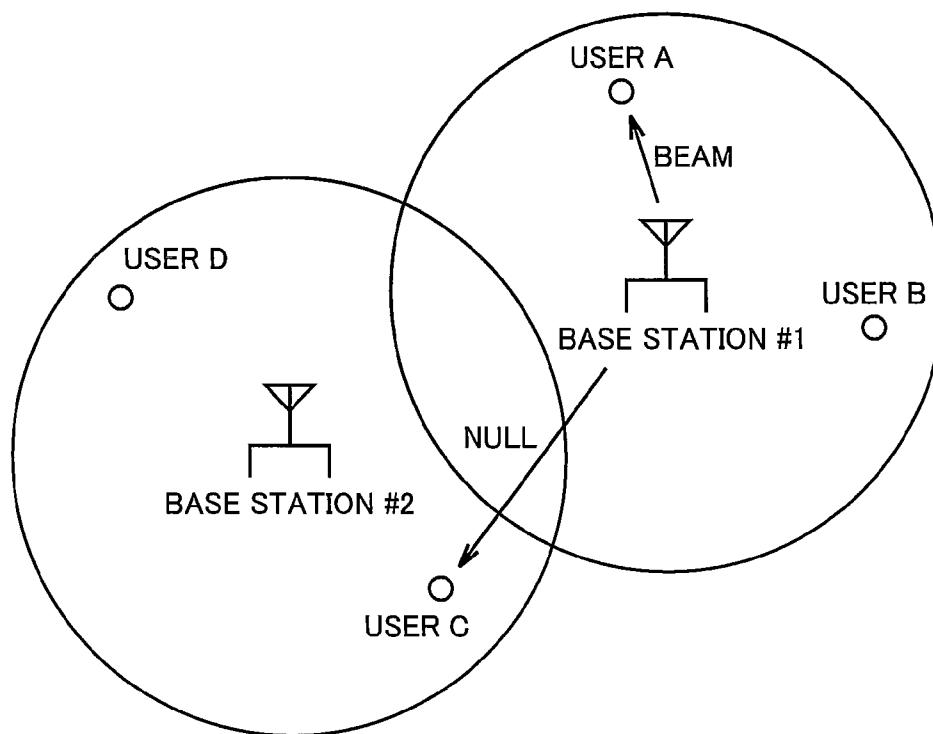 USER A
BEAM
USER D
USER B
BASE STATION #1
NULL
BASE STATION #2
USER C